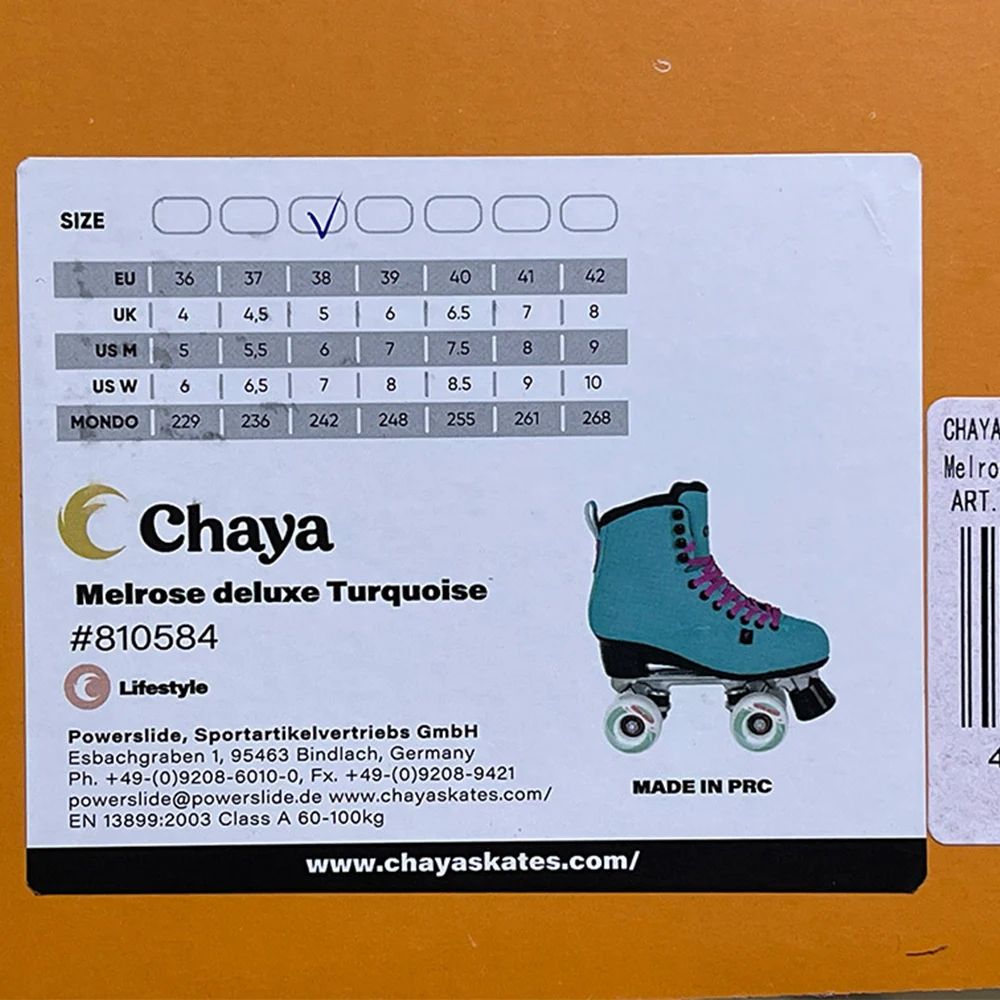 SIZE
EU 36 37 38 39 40 41 42
UK 4 4,5 5 6 6.5 7 8
US M 5 5,5 6 7 7.5 8 9
US W 6 6,5 7 8 8.5 9 10
MONDO 229 236 242 248 255 261 268
Chaya
Melrose deluxe Turquoise
#810584
Lifestyle
Powerslide, Sportartikelvertriebs GmbH
Esbachgraben 1, 95463 Bindlach, Germany
Ph. +49-(0)9208-6010-0, Fx. +49-(0)9208-9421
powerslide@powerslide.de www.chayaskates.com/
EN 13899:2003 Class A 60-100kg
MADE IN PRC
www.chayaskates.com/
CHAYA
Melro
ART.
4